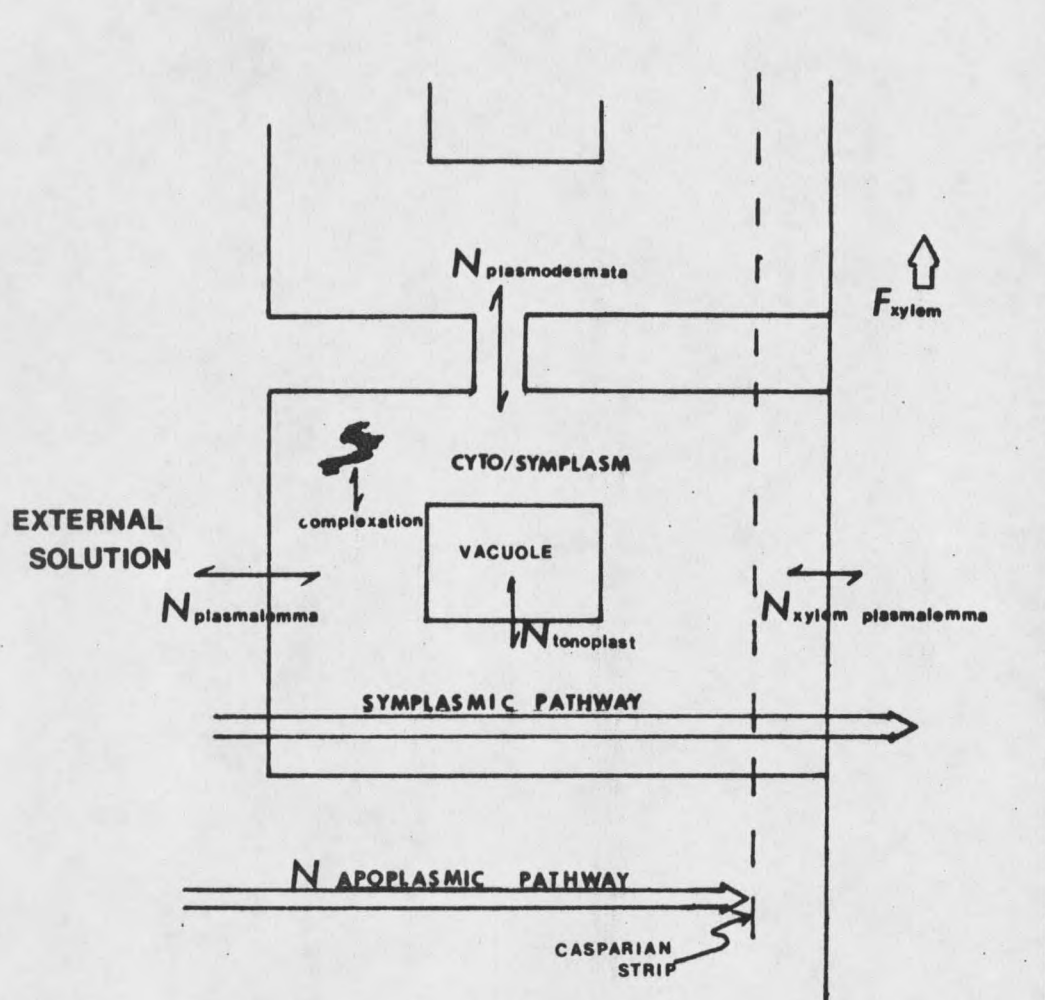 N plasmodesmata
F xylem
CYTO/SYMPLASM
complexation
EXTERNAL
SOLUTION
VACUOLE
N plasmalemma
N tonoplast
N xylem plasmalemma
SYMPLASMIC PATHWAY
N APOPLASMIC PATHWAY
CASPARIAN
STRIP